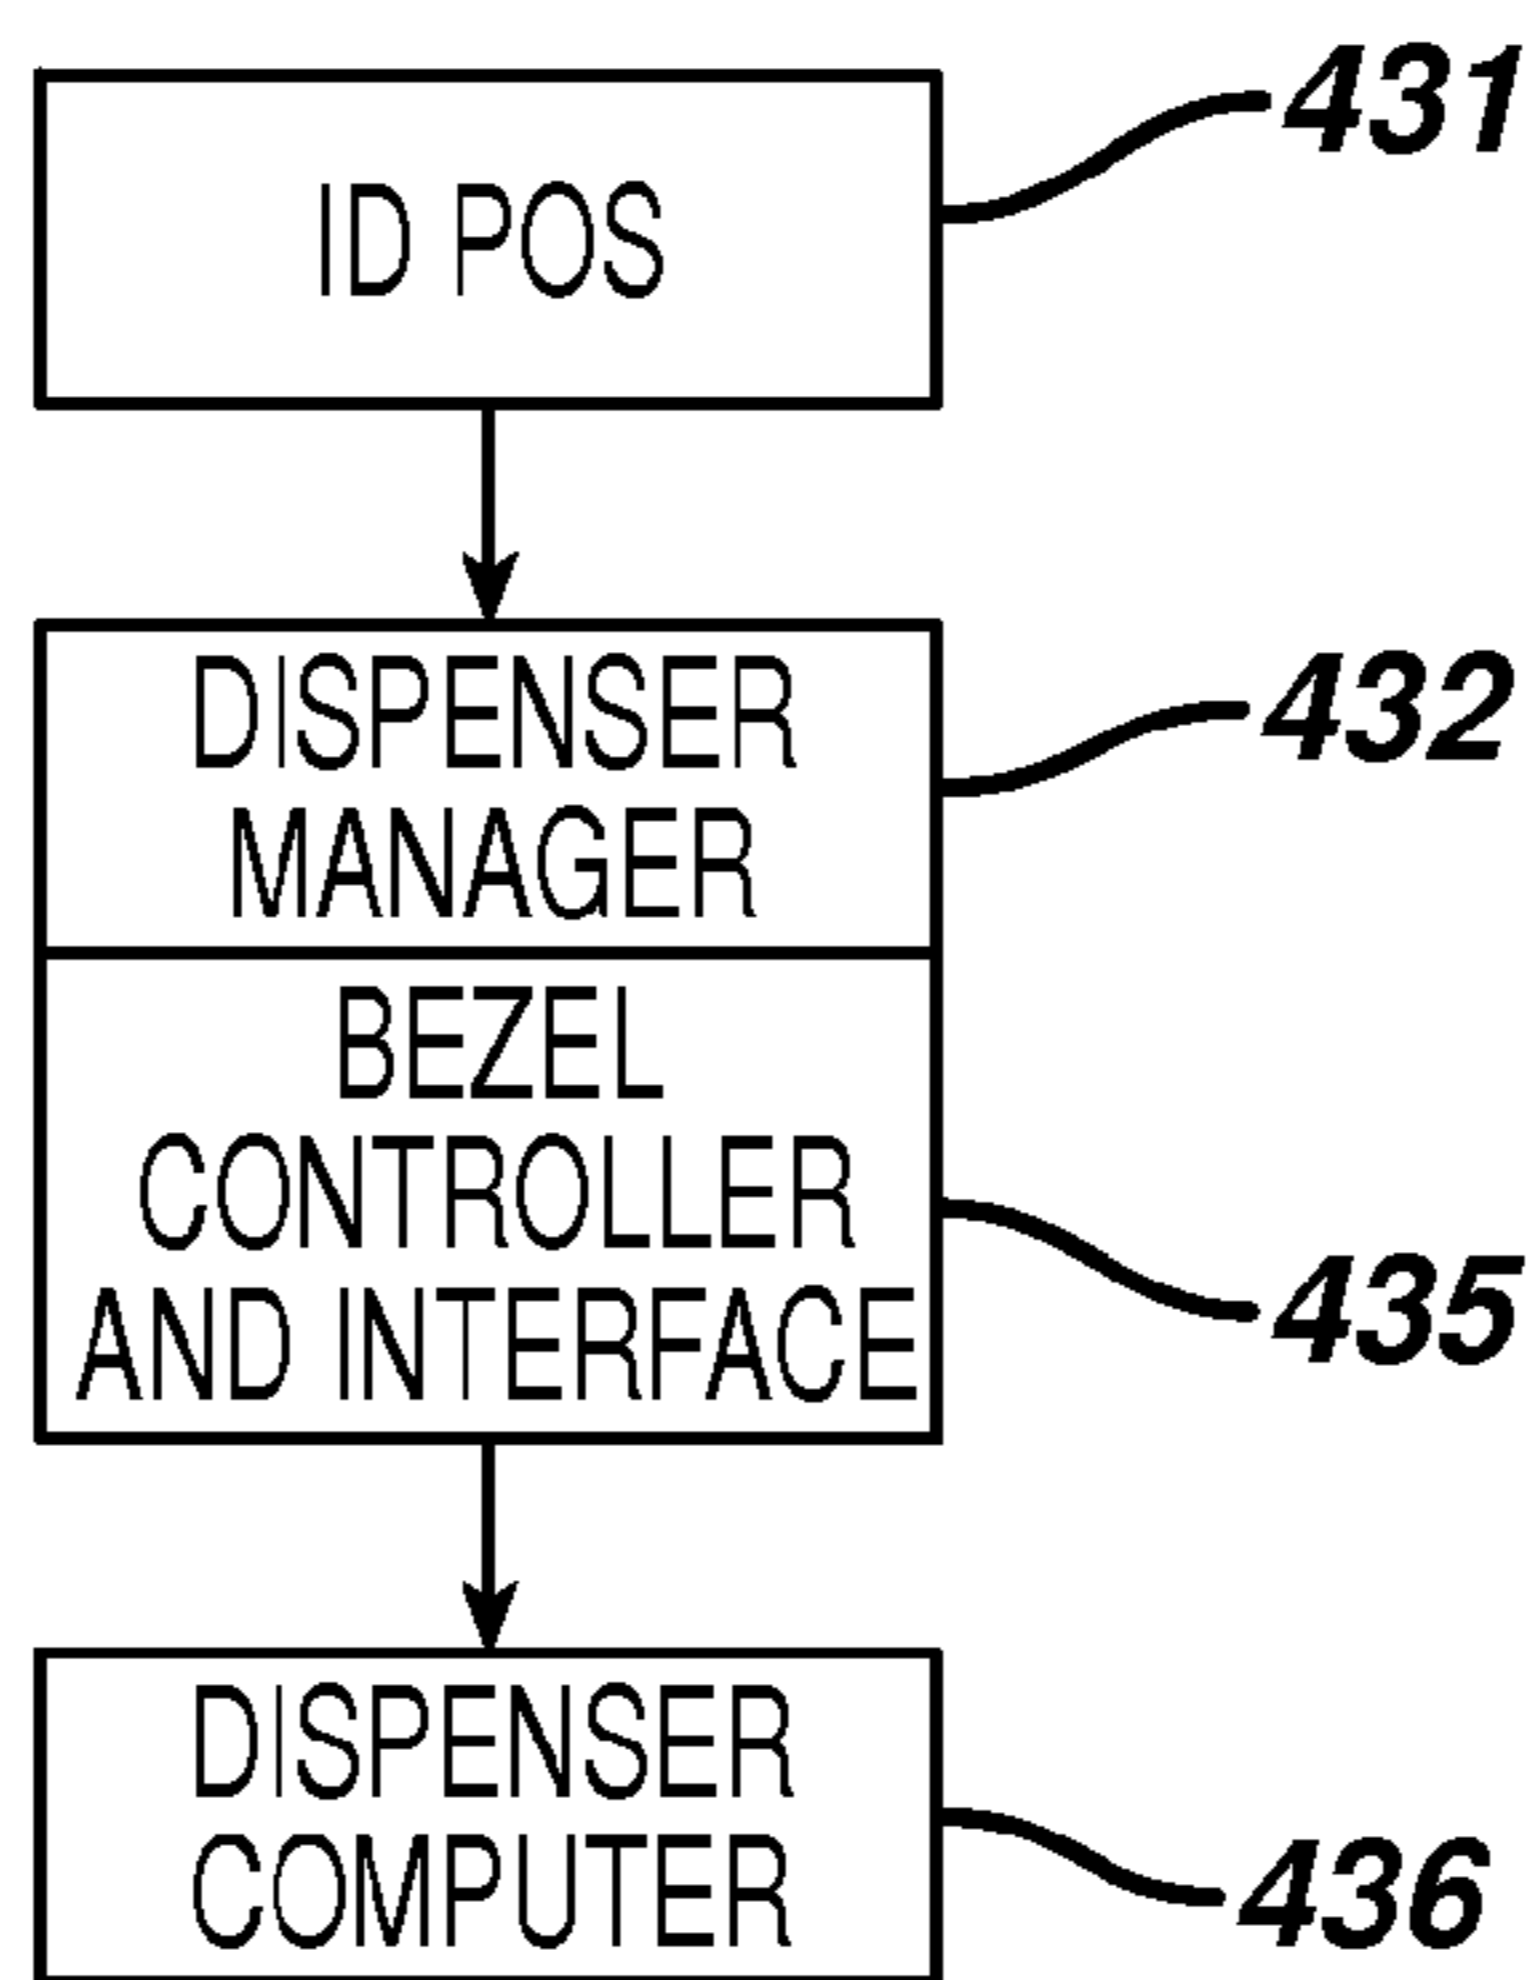 431
ID POS
DISPENSER
MANAGER
432
BEZEL
CONTROLLER
AND INTERFACE
435
DISPENSER
COMPUTER
436